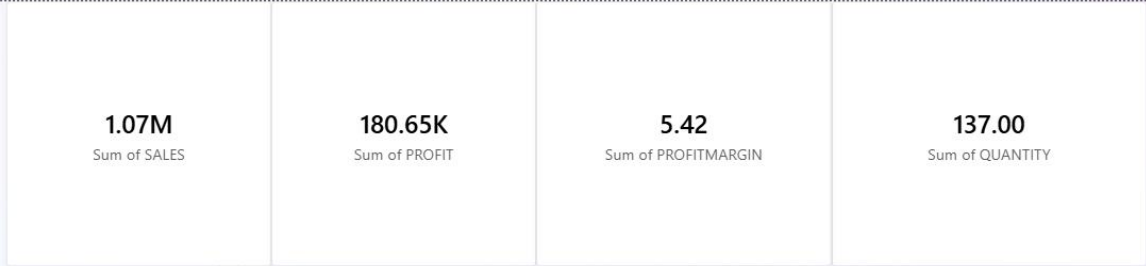 1.07M
Sum of SALES
180.65K
Sum of PROFIT
5.42
Sum of PROFITMARGIN
137.00
Sum of QUANTITY